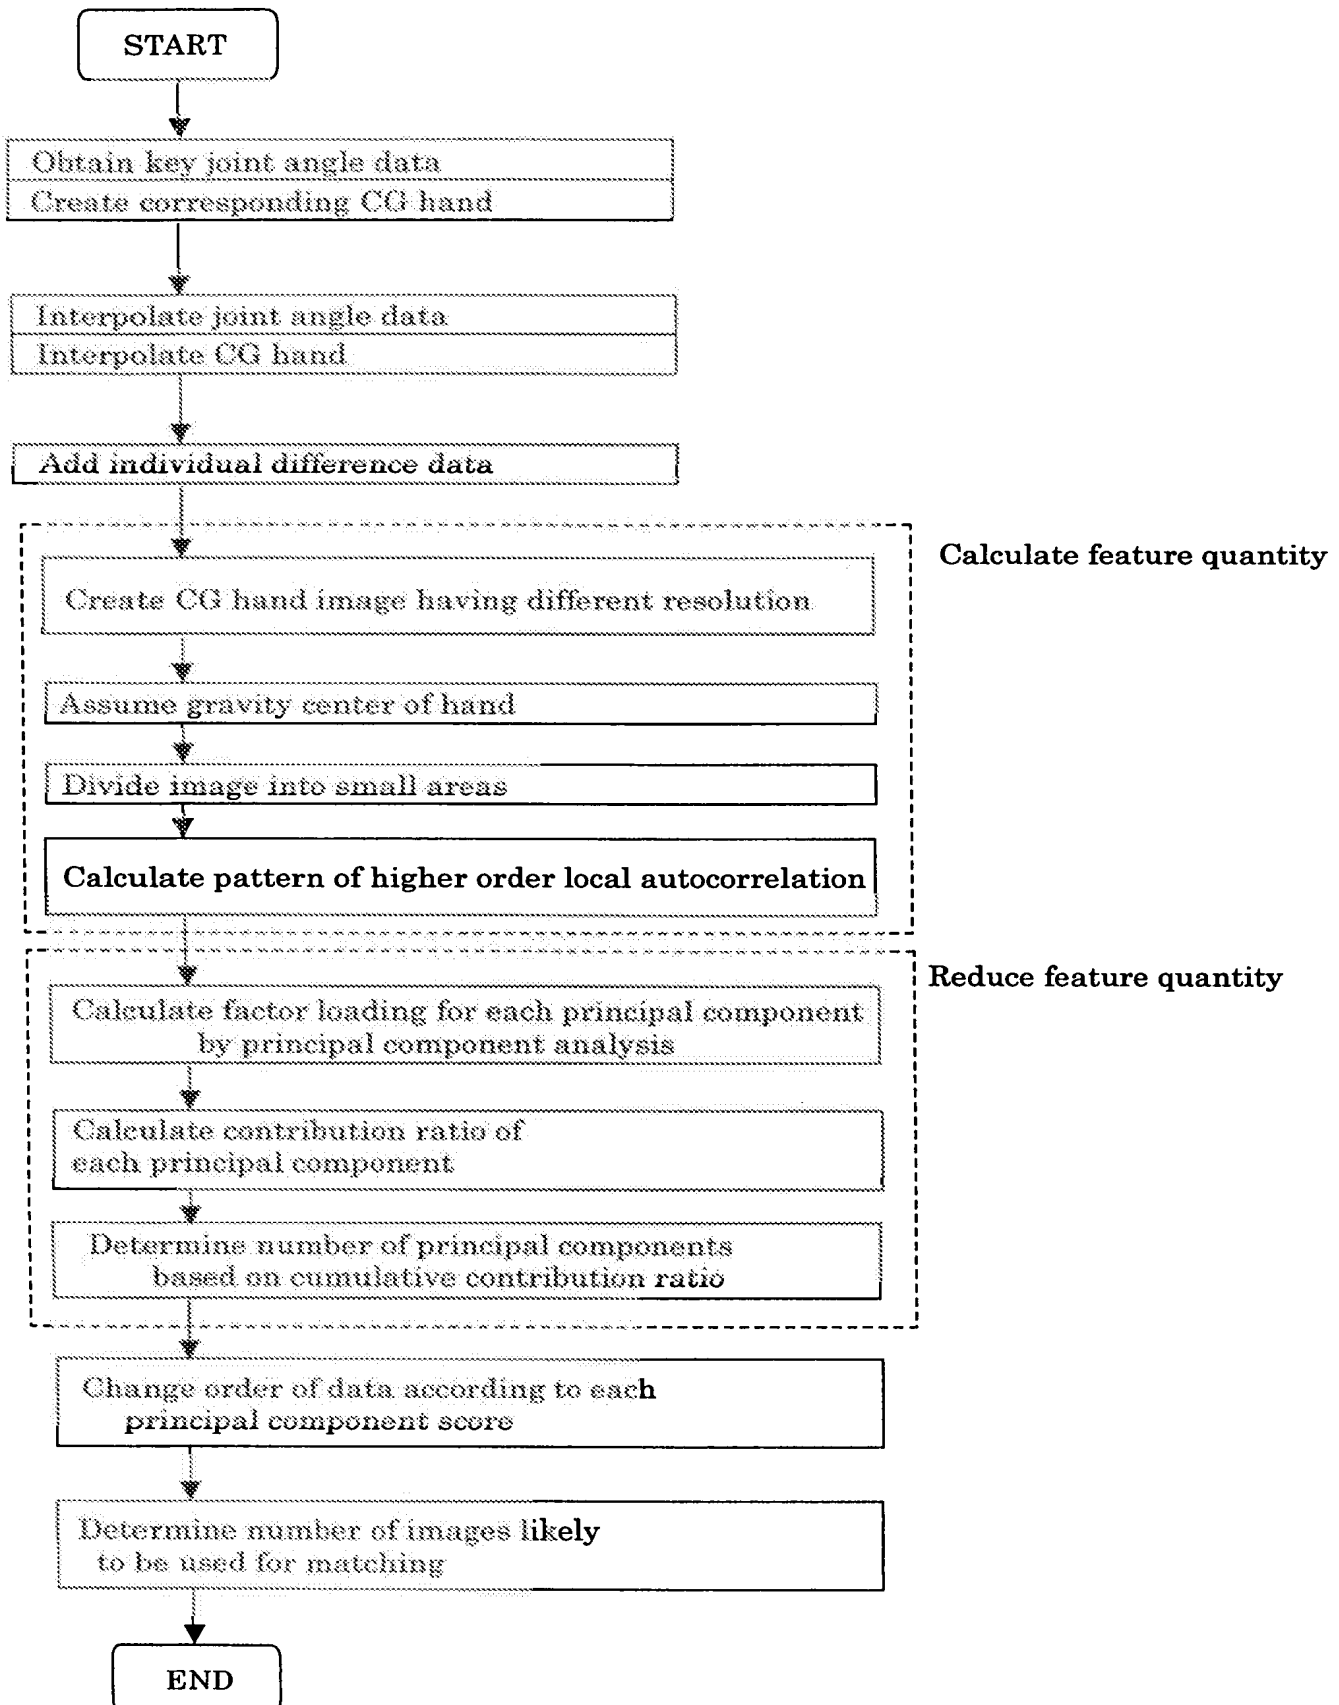 START
Obtain key joint angle data
Create corresponding CG hand
Interpolate joint angle data
Interpolate CG hand
Add individual difference data
Calculate feature quantity
Create CG hand image having different resolution
Assume gravity center of hand
Divide image into small areas
Calculate pattern of higher order local autocorrelation
Reduce feature quantity
Calculate factor loading for each principal component
by principal component analysis
Calculate contribution ratio of
each principal component
Determine number of principal components
based on cumulative contribution ratio
Change order of data according to each
principal component score
Determine number of images likely
to be used for matching
END